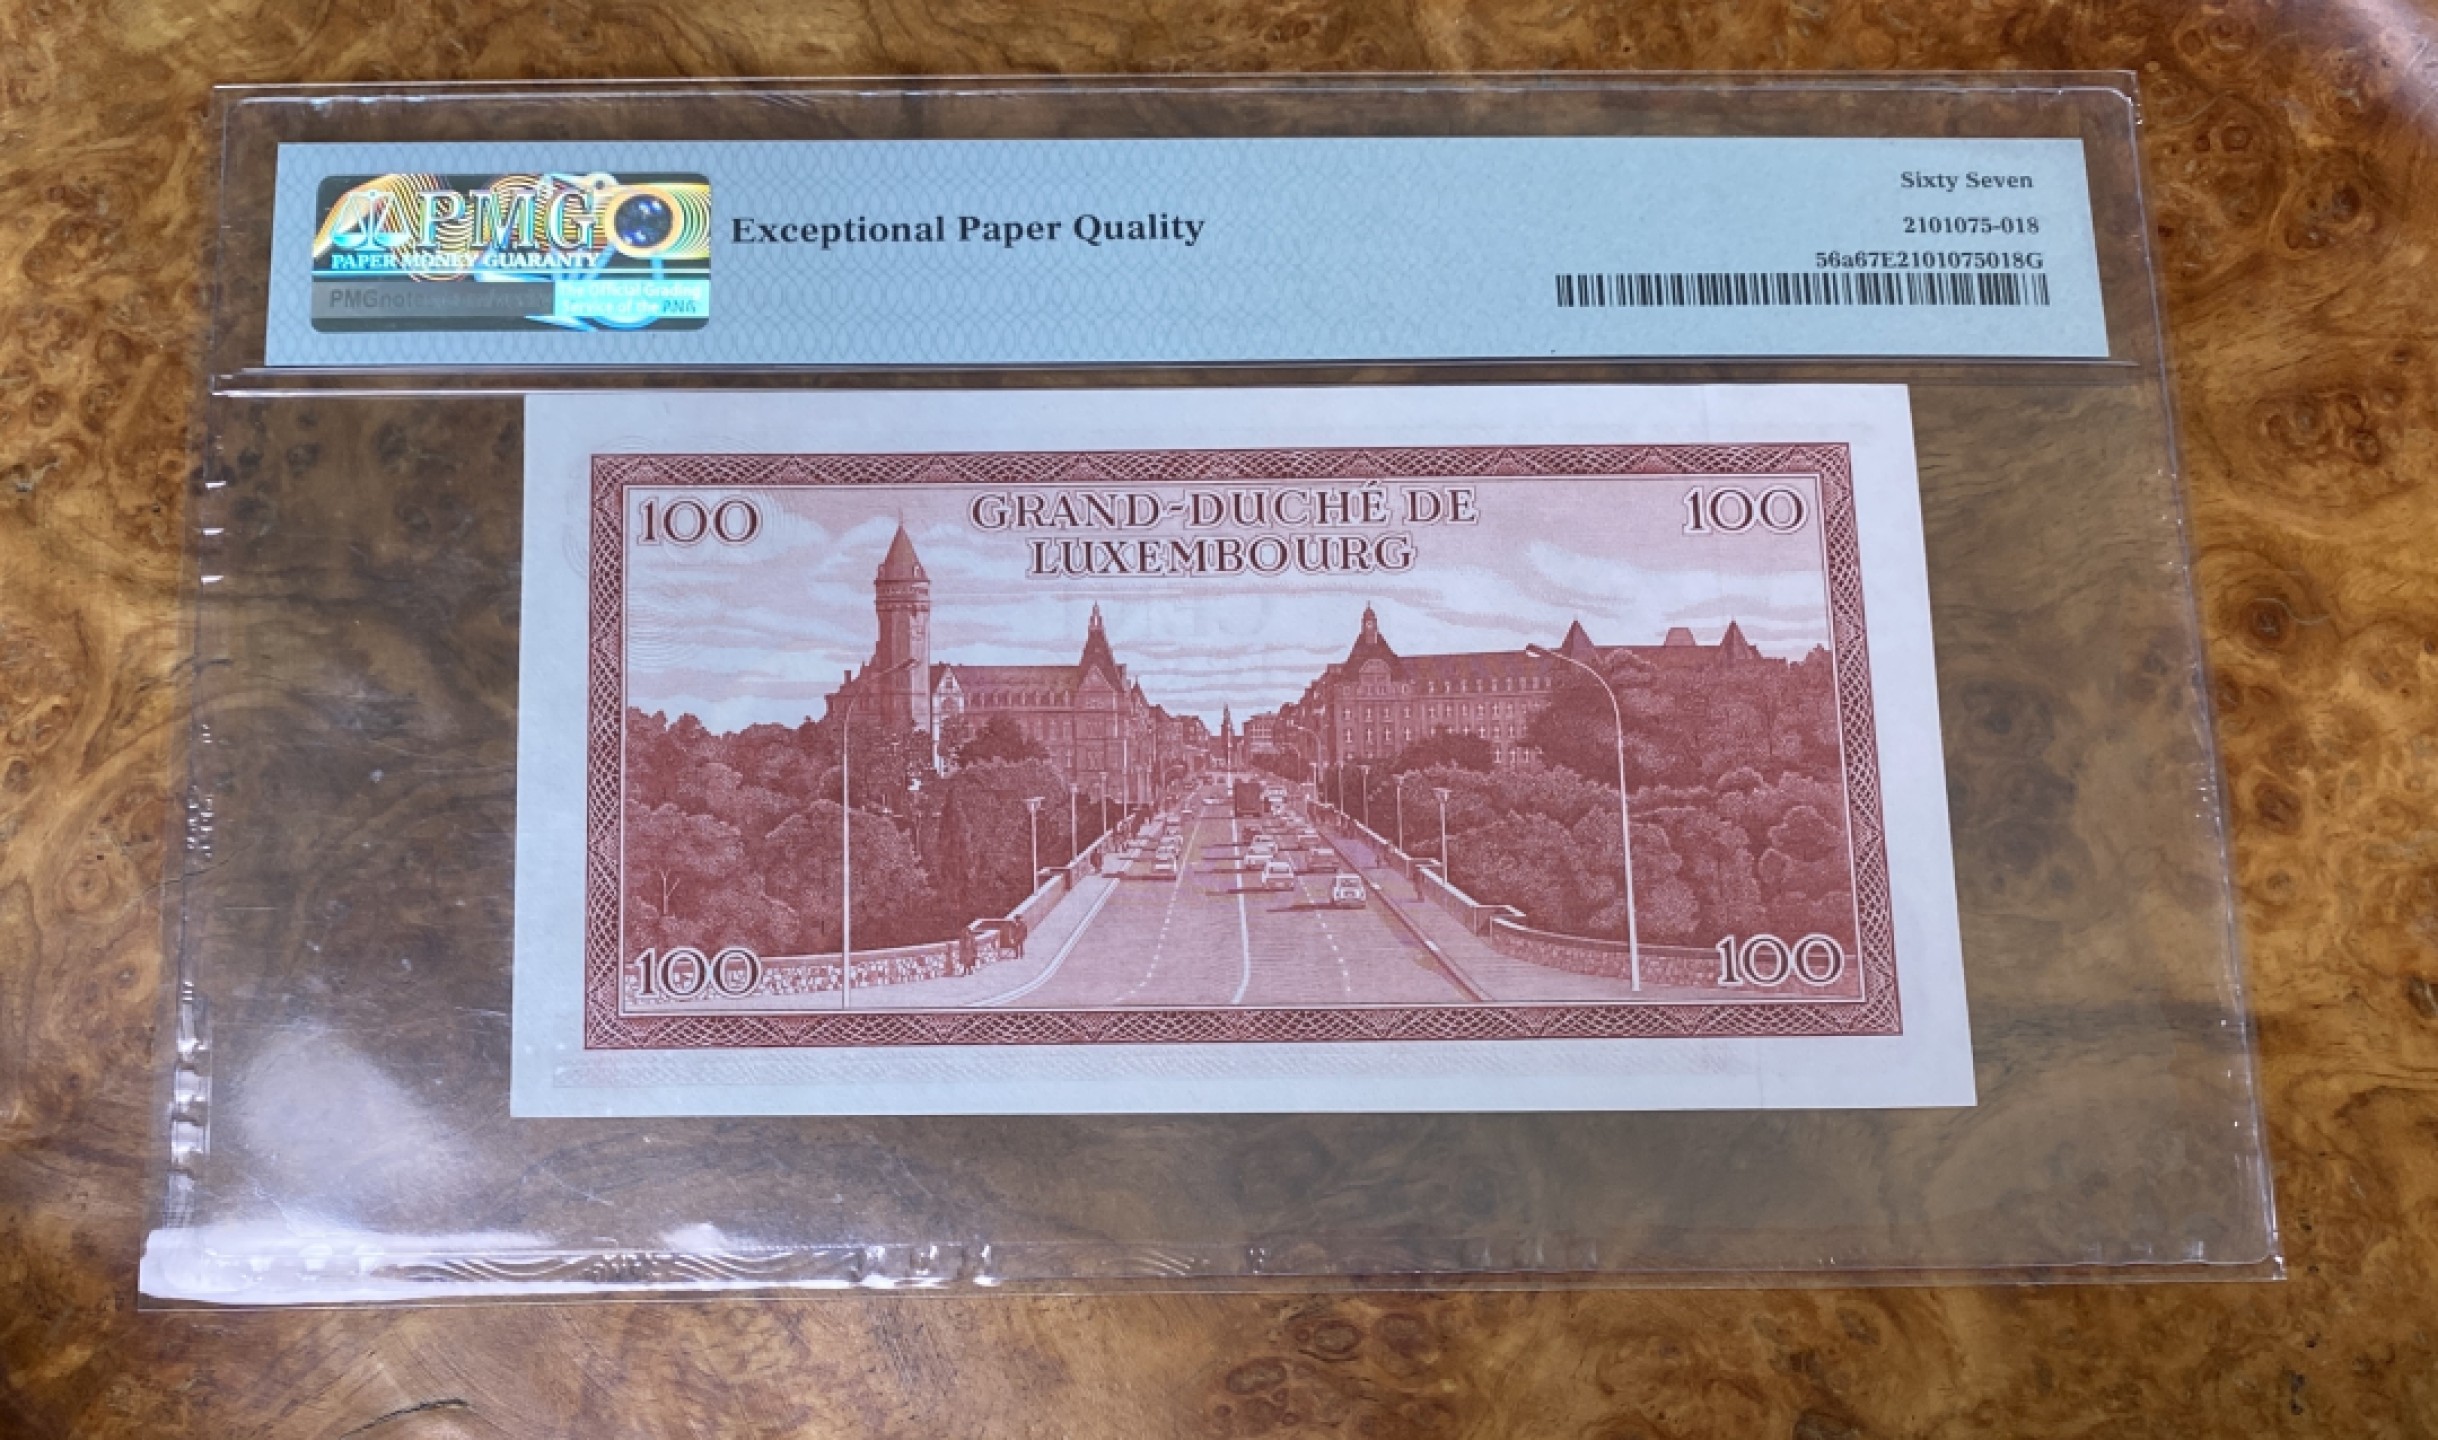 PMG
PAPER MONEY GUARANTY
The Official Grading
Service of the PNG
Exceptional Paper Quality
Sixty Seven
2101075-018
56a67E2101075018G
100
GRAND-DUCHÉ DE
LUXEMBOURG
100
100
100